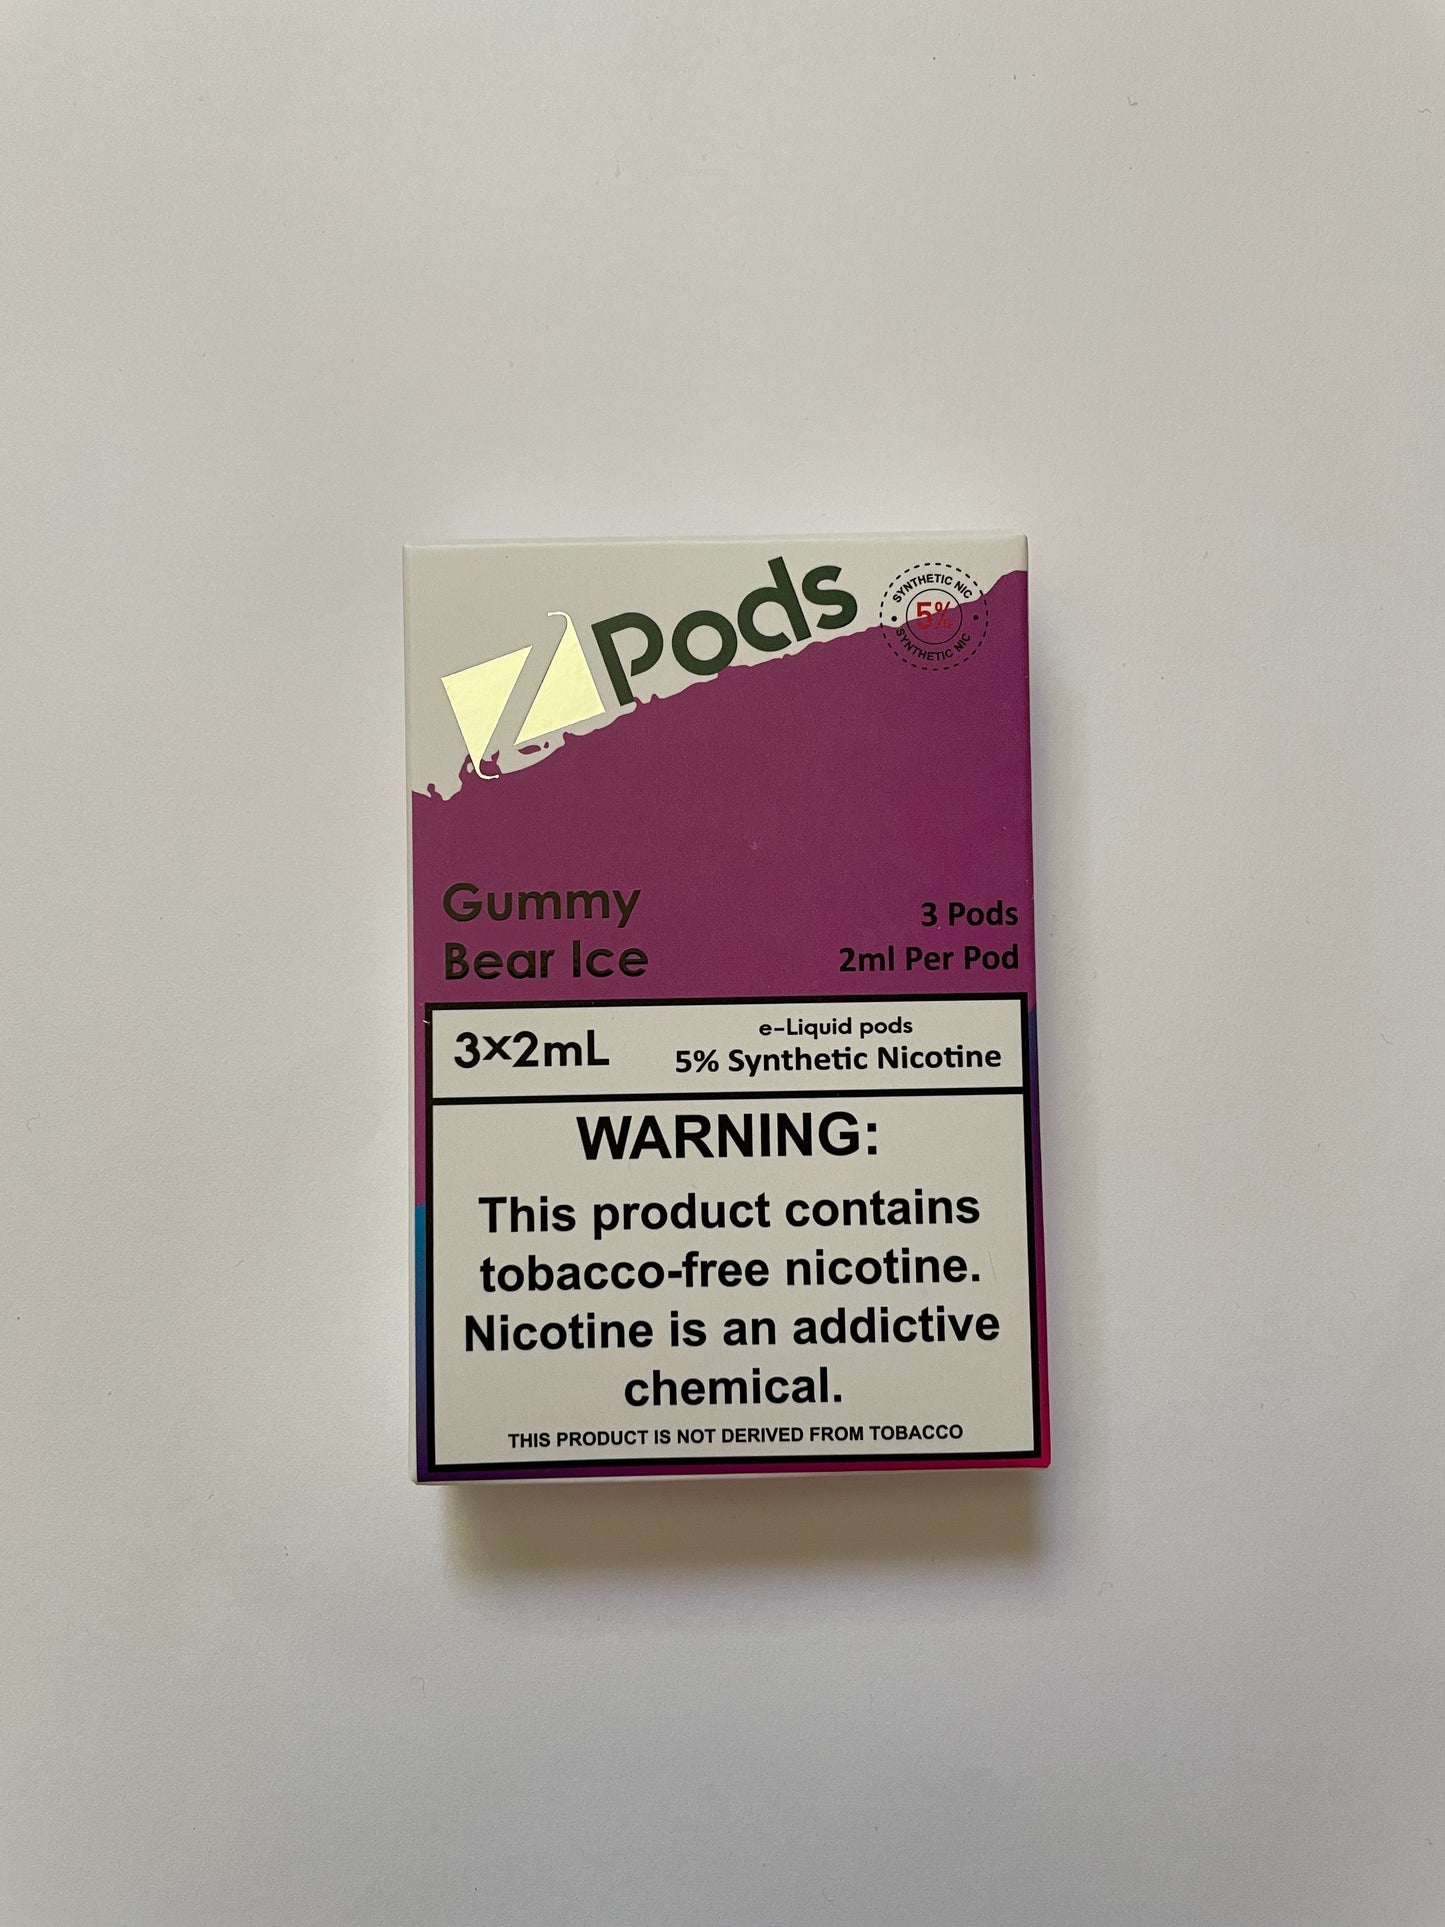 Z Pods
SYNTHETIC NIC
5%
SYNTHETIC NIC
Gummy
Bear Ice
3 Pods
2ml Per Pod
3×2mL
e-Liquid pods
5% Synthetic Nicotine
WARNING:
This product contains
tobacco-free nicotine.
Nicotine is an addictive
chemical.
THIS PRODUCT IS NOT DERIVED FROM TOBACCO